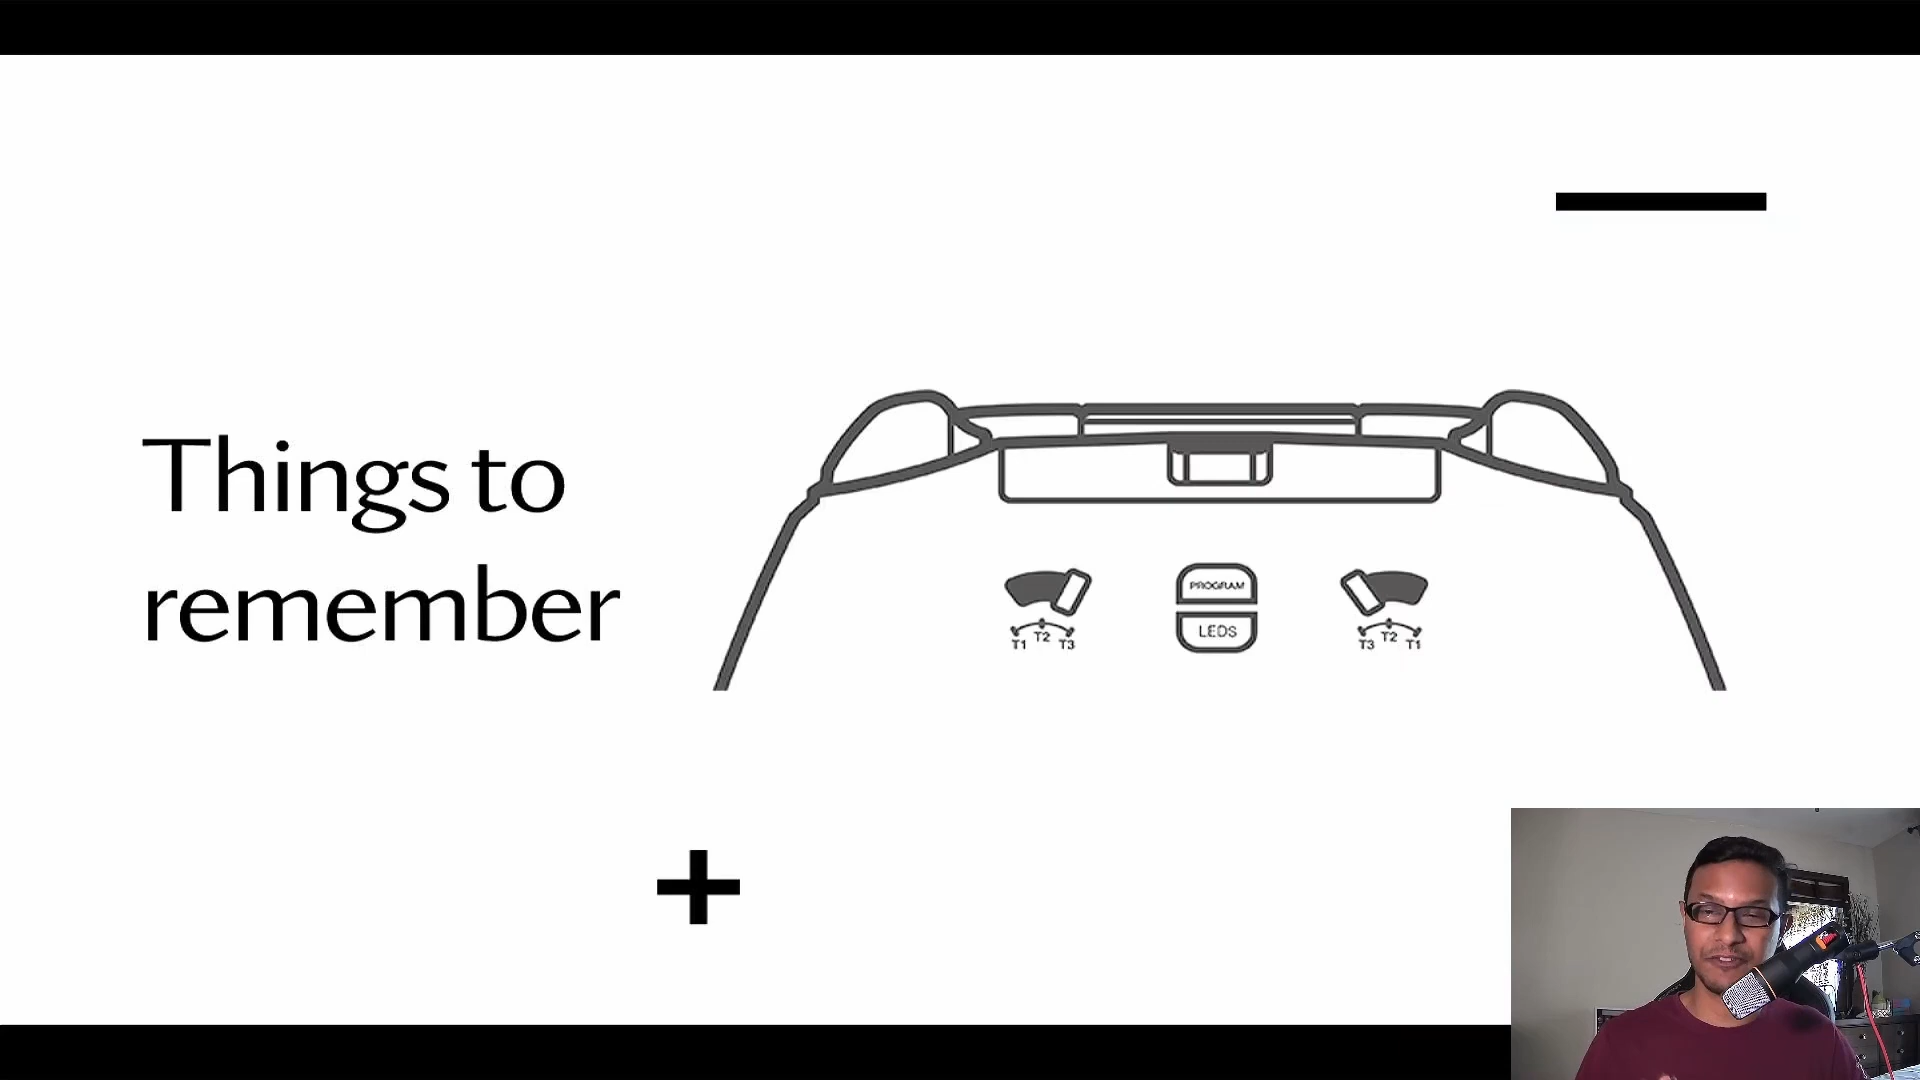 Things to
remember
PROGRAM
LEDS
T1 T2 T3
T3 T2 T1